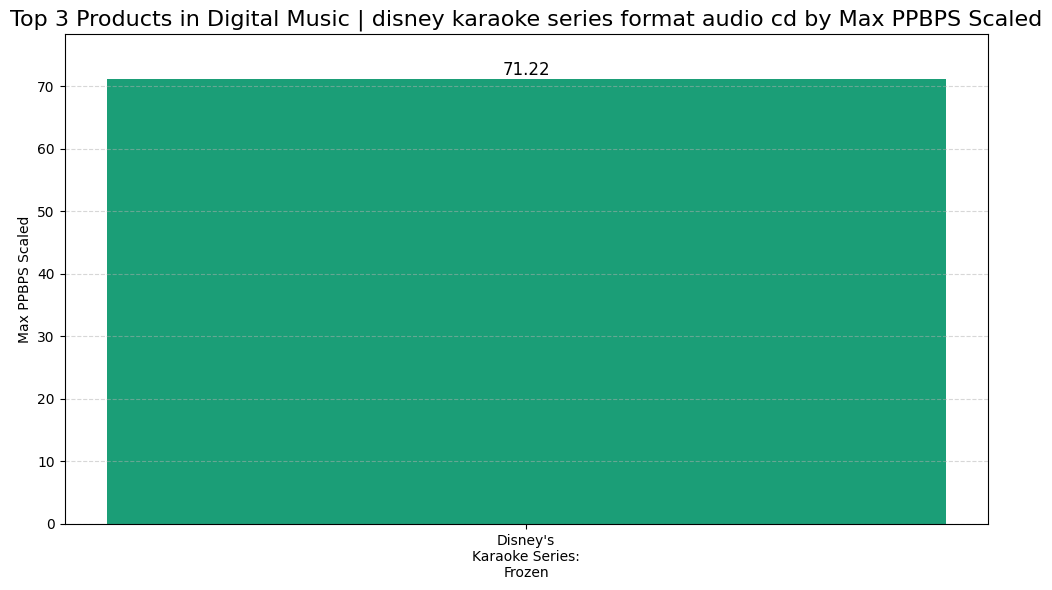 Top 3 Products in Digital Music | disney karaoke series format audio cd by Max PPBPS Scaled
71.22
70
60
50
40
30
20
10
0
Max PPBPS Scaled
Disney's
Karaoke Series:
Frozen